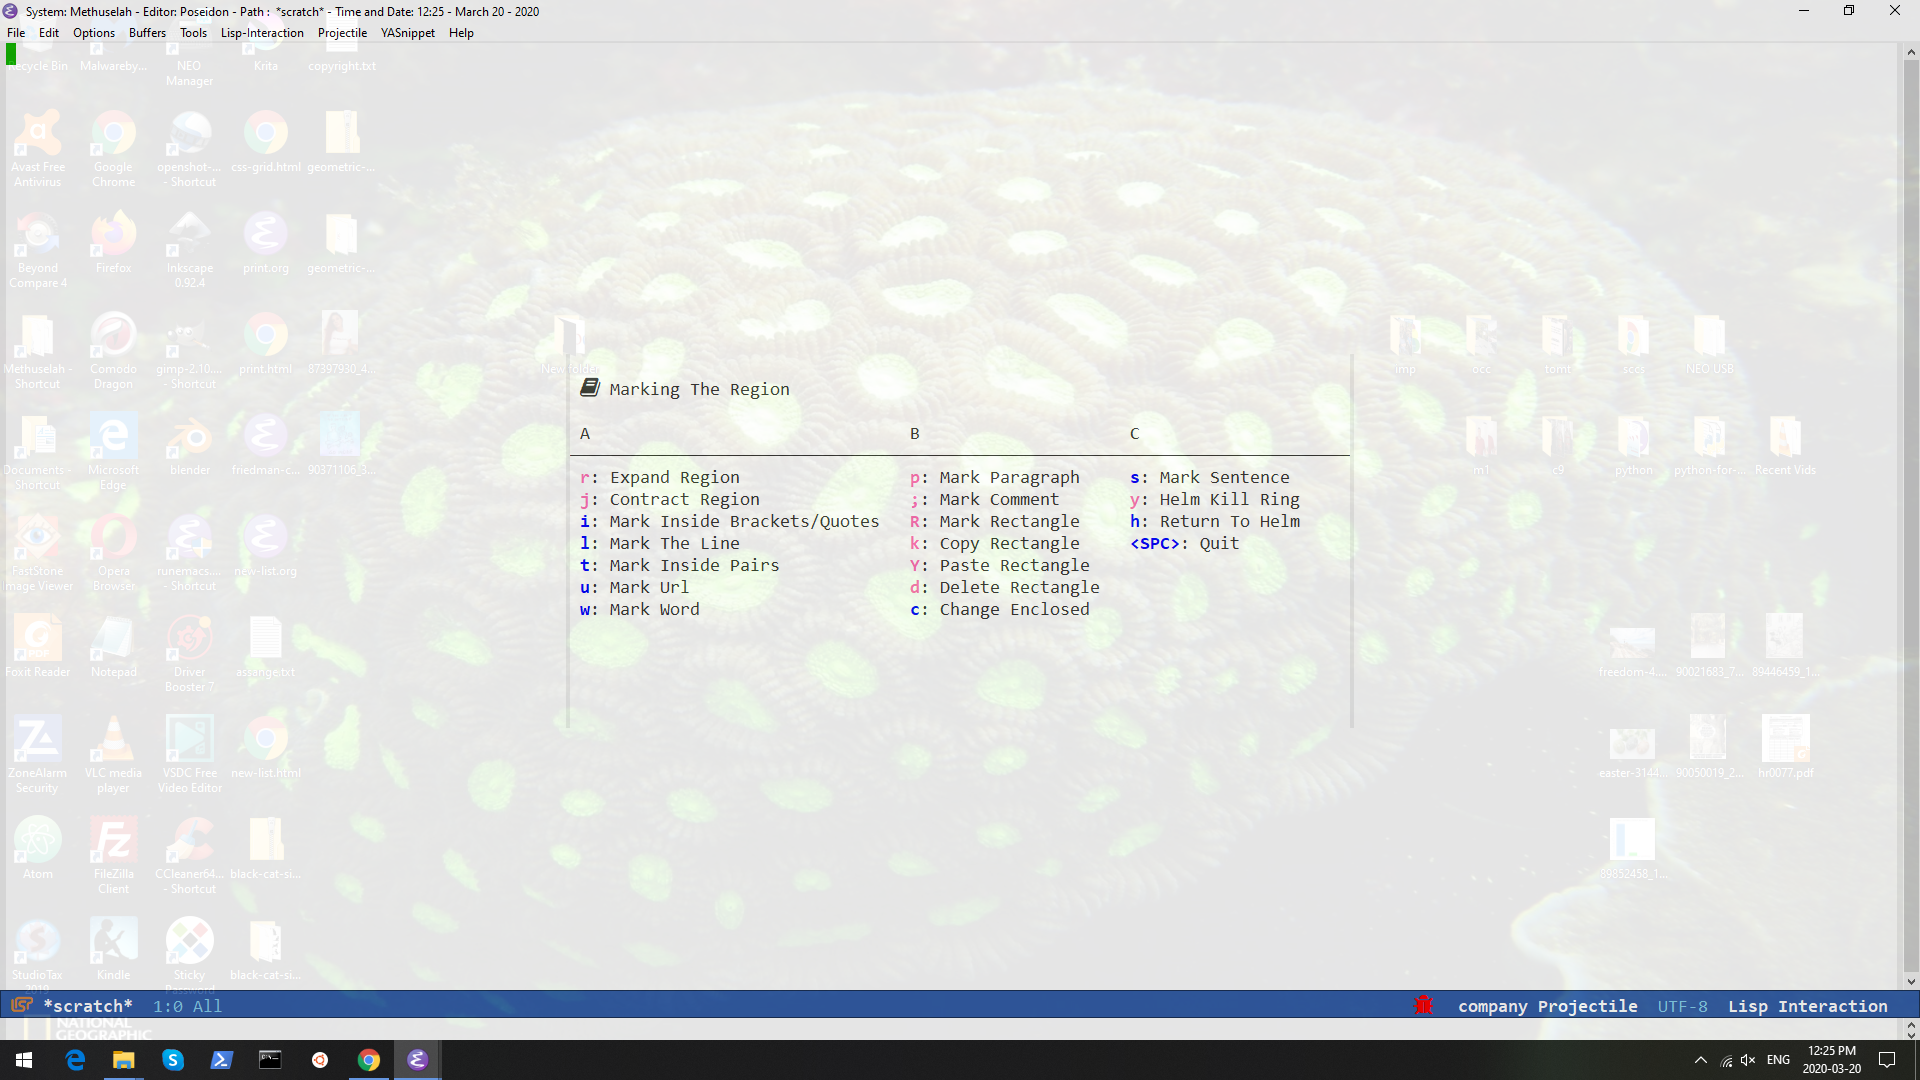 System: Methuselah - Editor: Poseidon - Path : *scratch* - Time and Date: 12:25 - March 20 - 2020
File Edit Options Buffers Tools Lisp-Interaction Projectile YASnippet Help
Recycle Bin Malwareby... NEO Manager Krita copyright.txt
Avast Free Antivirus Google Chrome openshot-... - Shortcut css-grid.html geometric-...
Beyond Compare 4 Firefox Inkscape 0.92.4 print.org geometric-...
Methuselah - Shortcut Comodo Dragon gimp-2.10.... - Shortcut print.html 87397930_4... New folder imp occ tomt sccs NEO USB
Marking The Region
A B C
Documents - Shortcut Microsoft Edge blender friedman-c... 90371106_3... m1 c9 python python-for-... Recent Vids
r: Expand Region p: Mark Paragraph s: Mark Sentence
j: Contract Region ;: Mark Comment y: Helm Kill Ring
i: Mark Inside Brackets/Quotes R: Mark Rectangle h: Return To Helm
l: Mark The Line k: Copy Rectangle <SPC>: Quit
t: Mark Inside Pairs Y: Paste Rectangle
u: Mark Url d: Delete Rectangle
w: Mark Word c: Change Enclosed
FastStone Image Viewer Opera Browser runemacs.... - Shortcut new-list.org
Foxit Reader Notepad Driver Booster 7 assange.txt freedom-4.... 90021683_7... 89446459_1...
ZoneAlarm Security VLC media player VSDC Free Video Editor new-list.html easter-3144... 90050019_2... hr0077.pdf
Atom FileZilla Client CCleaner64... - Shortcut black-cat-si... 89852458_1...
StudioTax 2019 Kindle Sticky Password black-cat-si...
*scratch* 1:0 All company Projectile UTF-8 Lisp Interaction
NATIONAL
GEOGRAPHIC
ENG 12:25 PM
2020-03-20